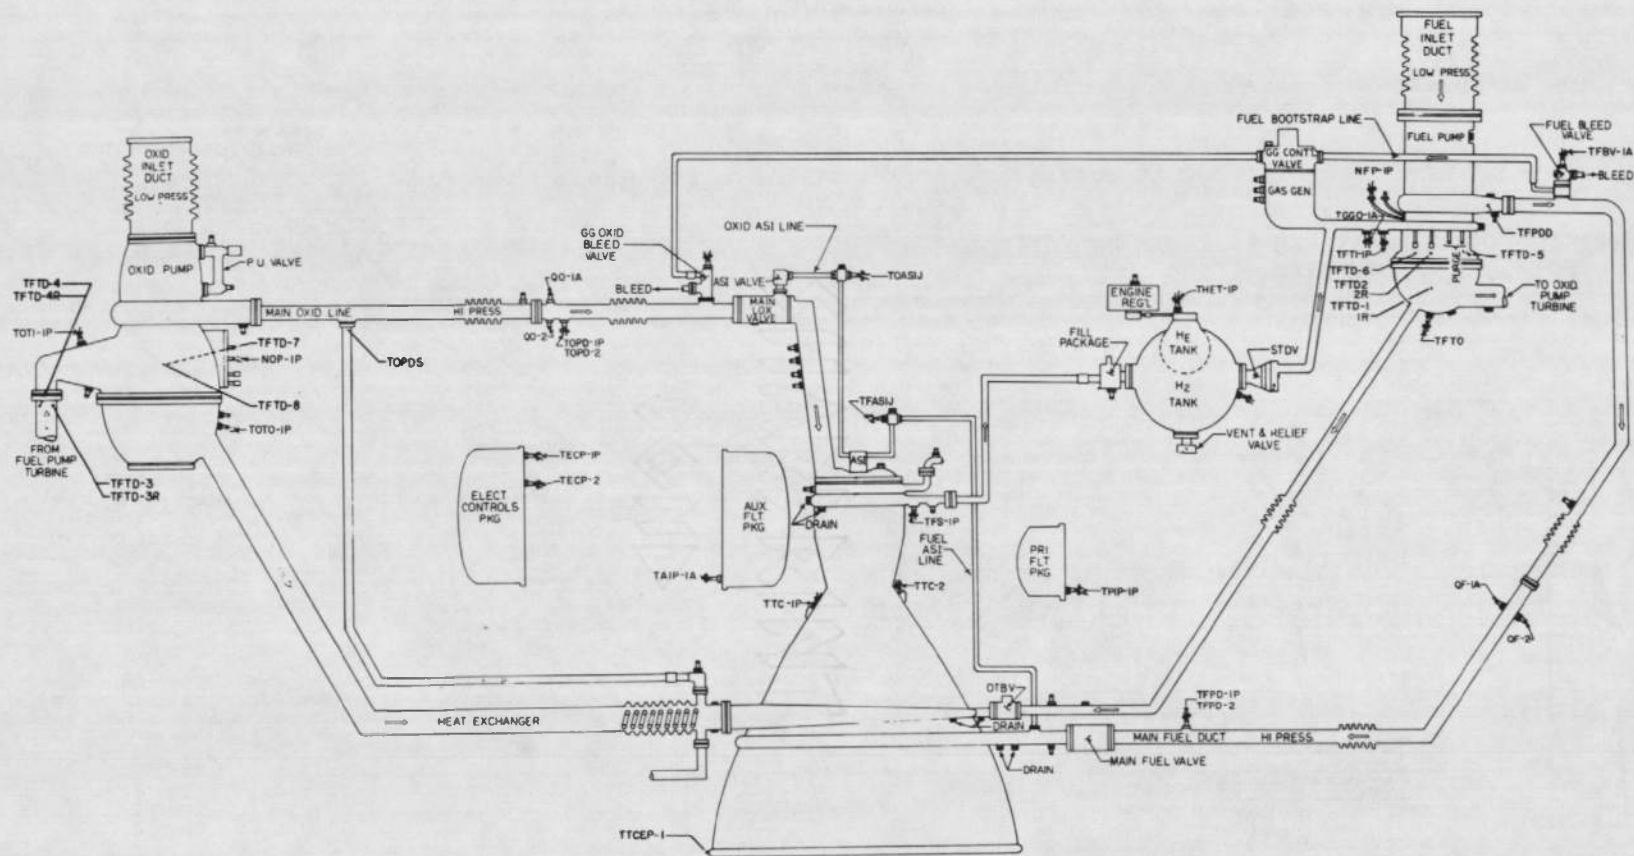 FUEL
INLET
DUCT
LOW PRESS
FUEL BOOTSTRAP LINE
FUEL PUMP
FUEL BLEED
VALVE
TFBV-1A
BLEED
GG CONTL
VALVE
GAS GEN
NFP-1P
TGGO-1A
TFTI-1P
TFTD-6
TFTD2
2R
TFTD-1
1R
PURGE
TFTD-5
TFPDD
TO OXID
PUMP
TURBINE
TFTO
OXID
INLET
DUCT
LOW PRESS
OXID PUMP
P.U. VALVE
TFTD-4
TFTD-4R
TOTI-1P
MAIN OXID LINE
HI PRESS
TFTD-7
NOP-1P
TFTD-8
TOTO-1P
FROM
FUEL PUMP
TURBINE
TFTD-3
TFTD-3R
TOPDS
QO-1A
QO-2
TOPD-1P
TOPD-2
GG OXID
BLEED
VALVE
BLEED
OXID ASI LINE
ASI VALVE
TOASIJ
MAIN
LOX
VALVE
ENGINE
REGL
THET-1P
FILL
PACKAGE
HE
TANK
H2
TANK
STDV
VENT & RELIEF
VALVE
TFASIJ
ASI
ELECT
CONTROLS
PKG
TECP-1P
TECP-2
AUX
FLT
PKG
TAIP-1A
DRAIN
TFS-1P
FUEL
ASI
LINE
PRI
FLT
PKG
TPIP-1P
TTC-1P
TTC-2
QF-1A
QF-2
HEAT EXCHANGER
OTBV
DRAIN
TFPD-1P
TFPD-2
MAIN FUEL DUCT
HI PRESS
DRAIN
MAIN FUEL VALVE
TTCEP-1